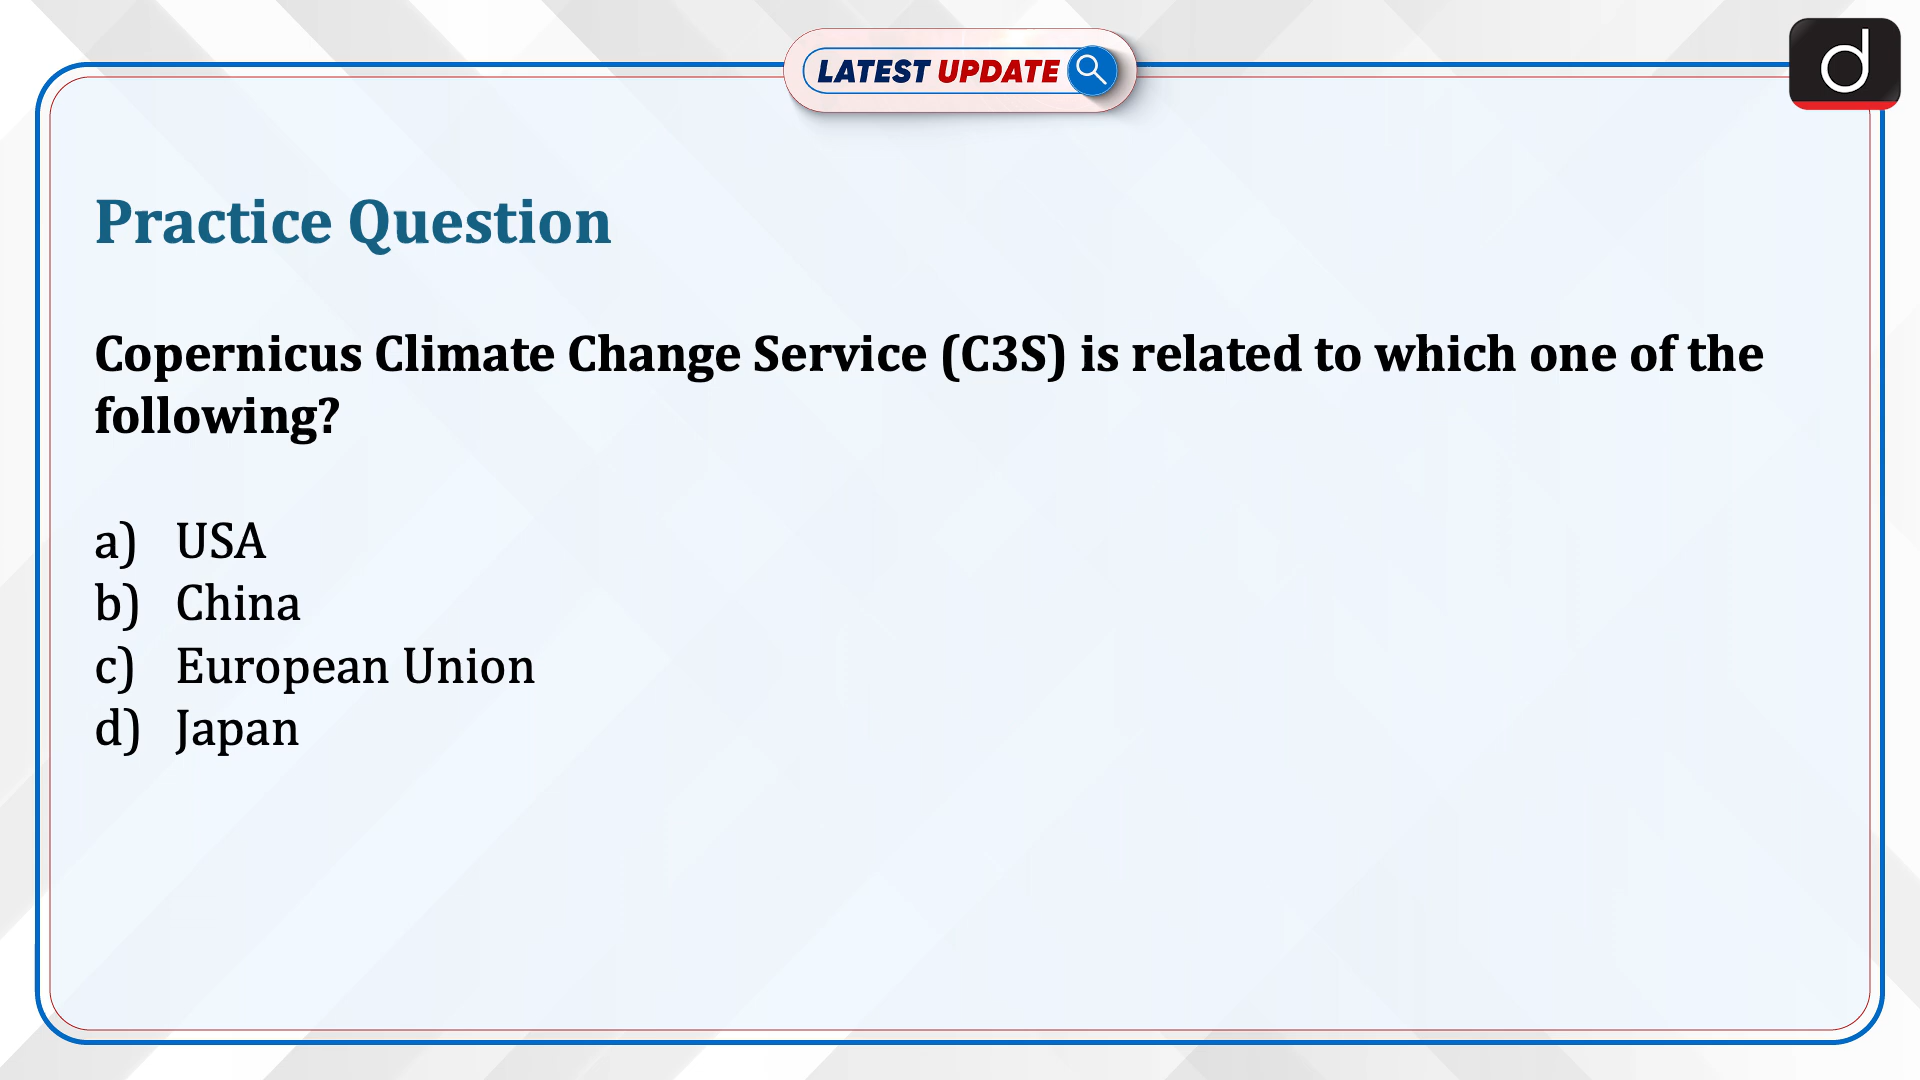 LATEST UPDATE
d
Practice Question
Copernicus Climate Change Service (C3S) is related to which one of the
following?
a) USA
b) China
c) European Union
d) Japan